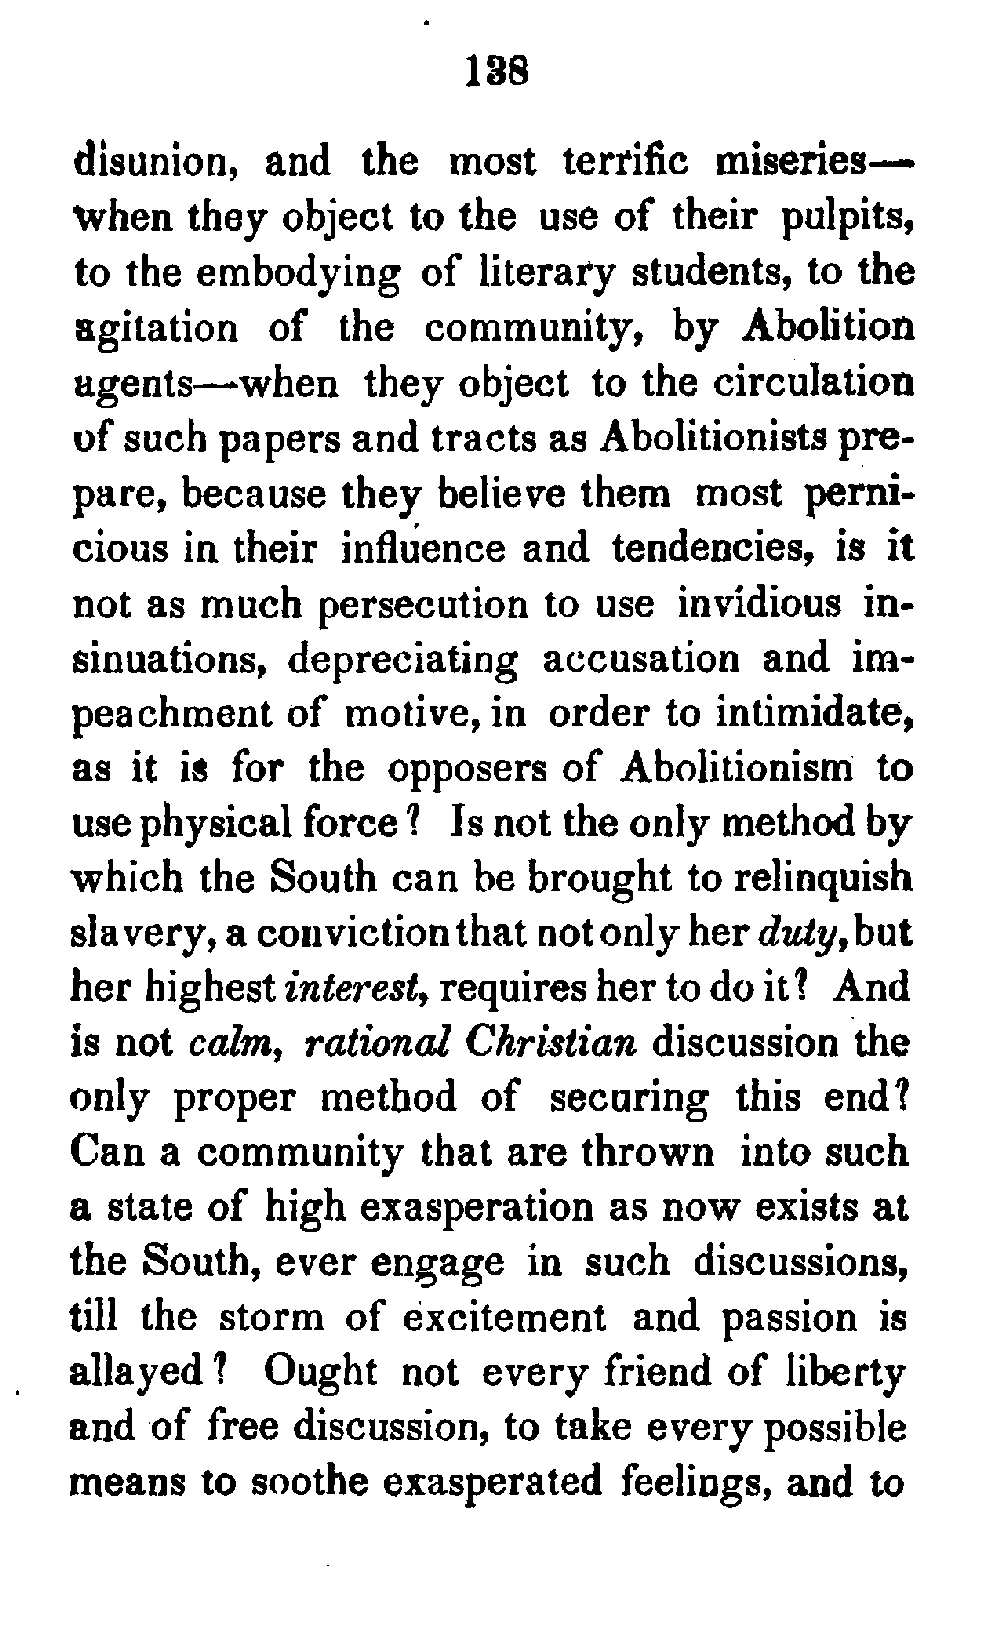 138
disunion, and the most terrific miseries—
when they object to the use of their pulpits,
to the embodying of literary students, to the
agitation of the community, by Abolition
agents—when they object to the circulation
of such papers and tracts as Abolitionists pre-
pare, because they believe them most perni-
cious in their influence and tendencies, is it
not as much persecution to use invidious in-
sinuations, depreciating accusation and im-
peachment of motive, in order to intimidate,
as it is for the opposers of Abolitionism to
use physical force? Is not the only method by
which the South can be brought to relinquish
slavery, a conviction that not only her duty, but
her highest interest, requires her to do it? And
is not calm, rational Christian discussion the
only proper method of securing this end?
Can a community that are thrown into such
a state of high exasperation as now exists at
the South, ever engage in such discussions,
till the storm of excitement and passion is
allayed? Ought not every friend of liberty
and of free discussion, to take every possible
means to soothe exasperated feelings, and to